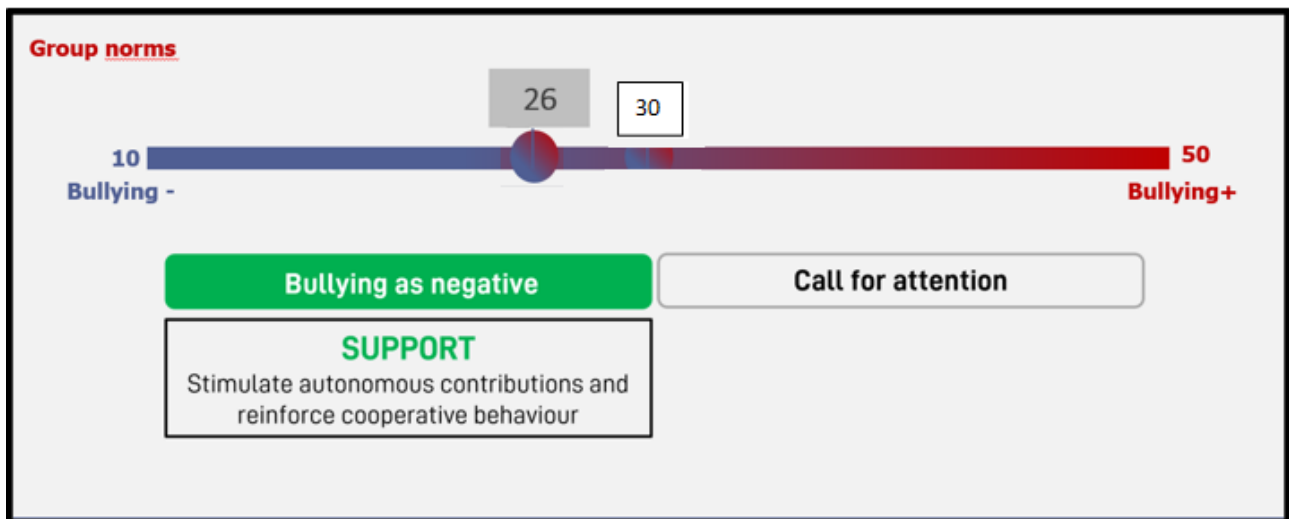 Group norms
26
30
10
50
Bullying -
Bullying+
Bullying as negative
Call for attention
SUPPORT
Stimulate autonomous contributions and
reinforce cooperative behaviour